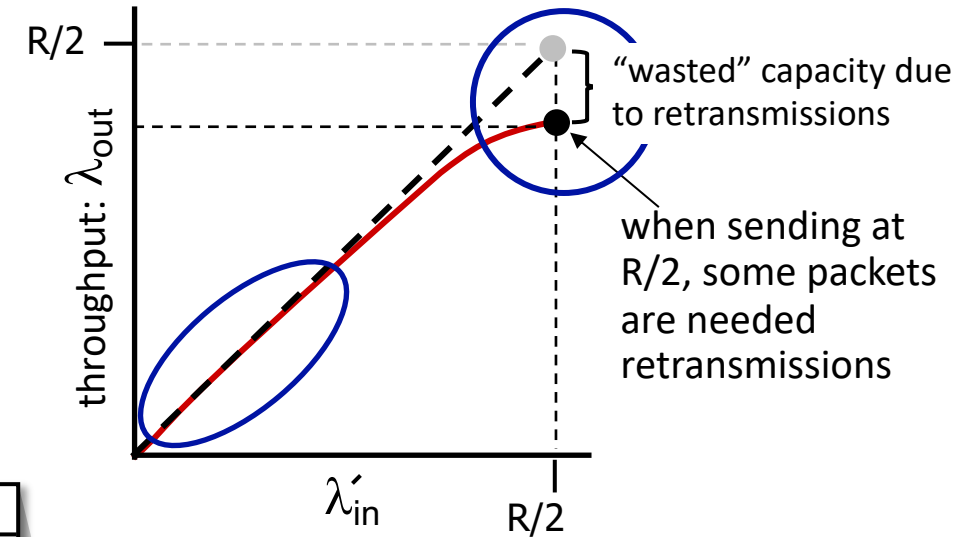 R/2
“wasted” capacity due
to retransmissions
throughput: λout
when sending at
R/2, some packets
are needed
retransmissions
λ′in
R/2